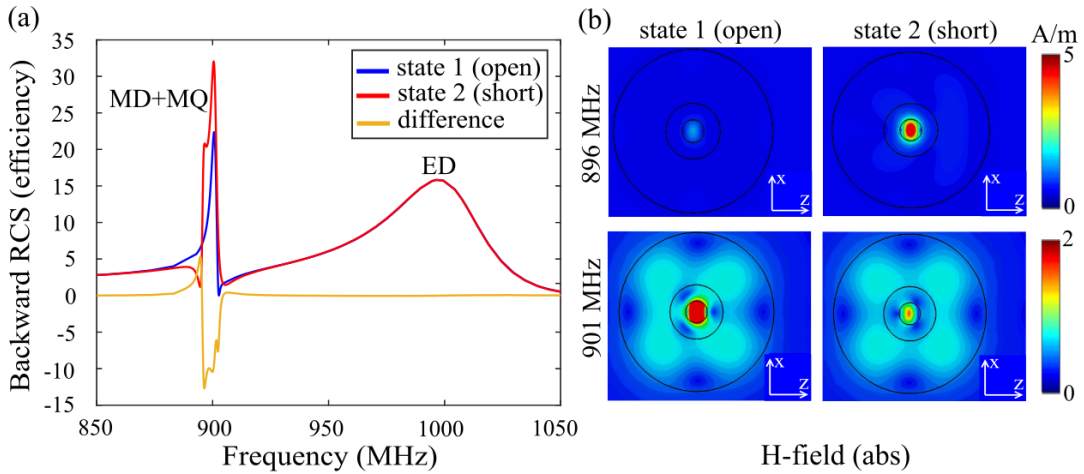 (a)
35
30
25
20
15
10
5
0
-5
-10
-15
850
900
950
1000
1050
Backward RCS (efficiency)
Frequency (MHz)
MD+MQ
ED
state 1 (open)
state 2 (short)
difference
(b)
state 1 (open)
state 2 (short)
A/m
5
0
896 MHz
x
z
x
z
901 MHz
x
z
x
z
2
0
H-field (abs)